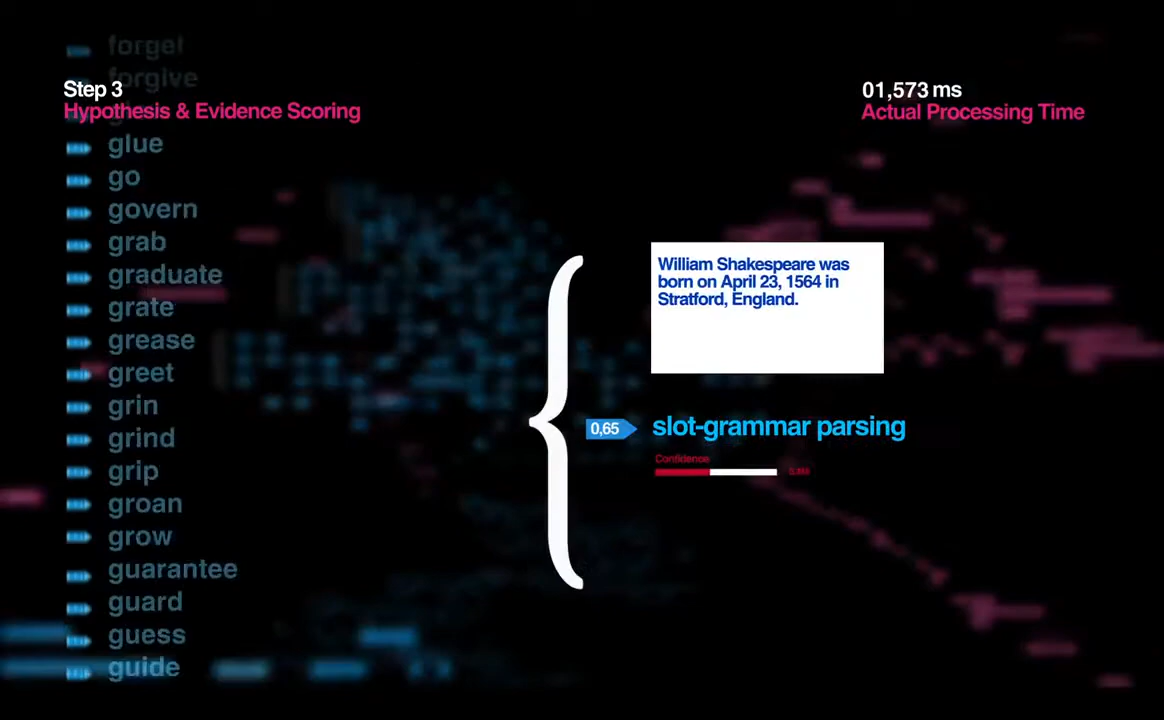 forget
forgive
Step 3
Hypothesis & Evidence Scoring
01,573 ms
Actual Processing Time
glue
go
govern
grab
graduate
grate
grease
greet
grin
grind
grip
groan
grow
guarantee
guard
guess
guide
William Shakespeare was
born on April 23, 1564 in
Stratford, England.
0,65
slot-grammar parsing
Confidence